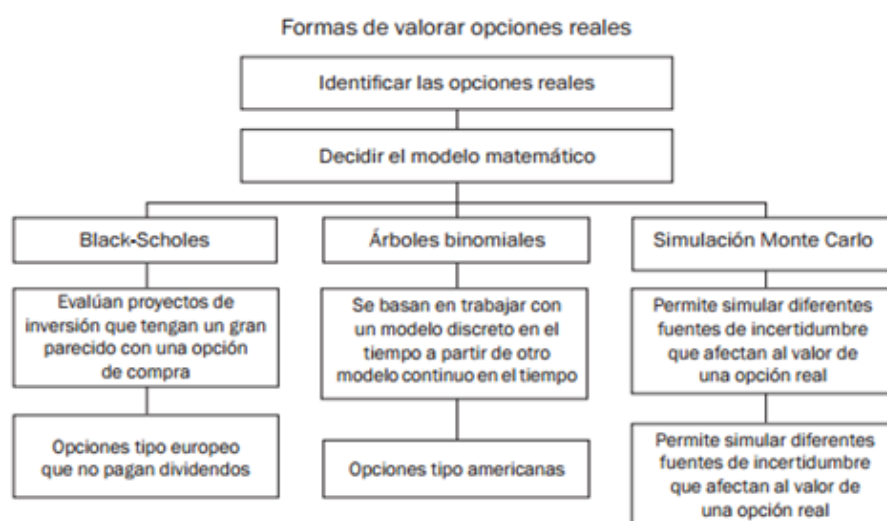 Formas de valorar opciones reales
Identificar las opciones reales
Decidir el modelo matemático
Black-Scholes
Evalúan proyectos de
inversión que tengan un gran
parecido con una opción
de compra
Opciones tipo europeo
que no pagan dividendos
Árboles binomiales
Se basan en trabajar con
un modelo discreto en el
tiempo a partir de otro
modelo continuo en el tiempo
Opciones tipo americanas
Simulación Monte Carlo
Permite simular diferentes
fuentes de incertidumbre
que afectan al valor de
una opción real
Permite simular diferentes
fuentes de incertidumbre
que afectan al valor de
una opción real